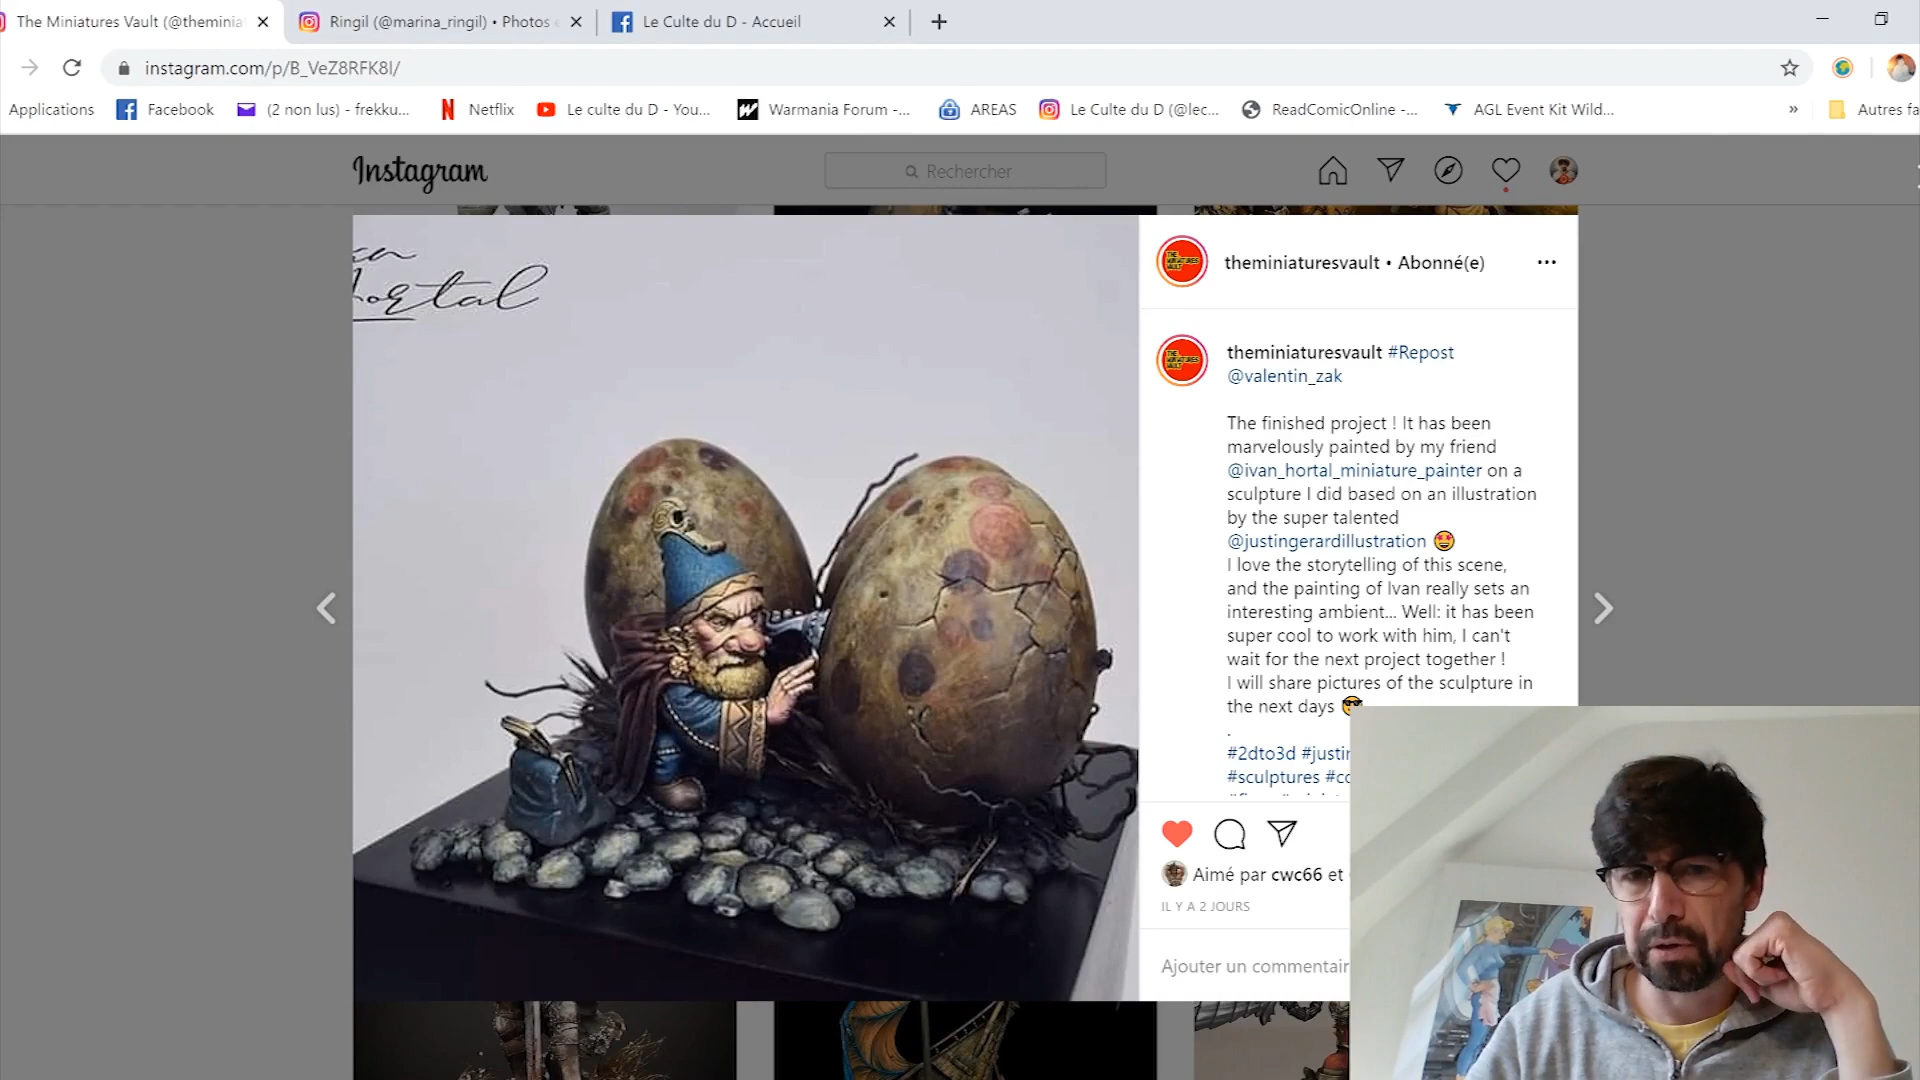 The Miniatures Vault (@theminia
Ringil (@marina_ringil) • Photos
Le Culte du D - Accueil
instagram.com/p/B_VeZ8RFK8I/
Applications
Facebook
(2 non lus) - frekku...
Netflix
Le culte du D - You...
Warmania Forum -...
AREAS
Le Culte du D (@lec...
ReadComicOnline -...
AGL Event Kit Wild...
»
Autres fa
Instagram
Rechercher
Hortal
theminiaturesvault • Abonné(e)
theminiaturesvault #Repost
@valentin_zak
The finished project ! It has been
marvelously painted by my friend
@ivan_hortal_miniature_painter on a
sculpture I did based on an illustration
by the super talented
@justingerardillustration 🤩
I love the storytelling of this scene,
and the painting of Ivan really sets an
interesting ambient... Well: it has been
super cool to work with him, I can't
wait for the next project together !
I will share pictures of the sculpture in
the next days 😎
.
#2dto3d #justin
#sculptures #co
Aimé par cwc66 et
IL Y A 2 JOURS
Ajouter un commentair